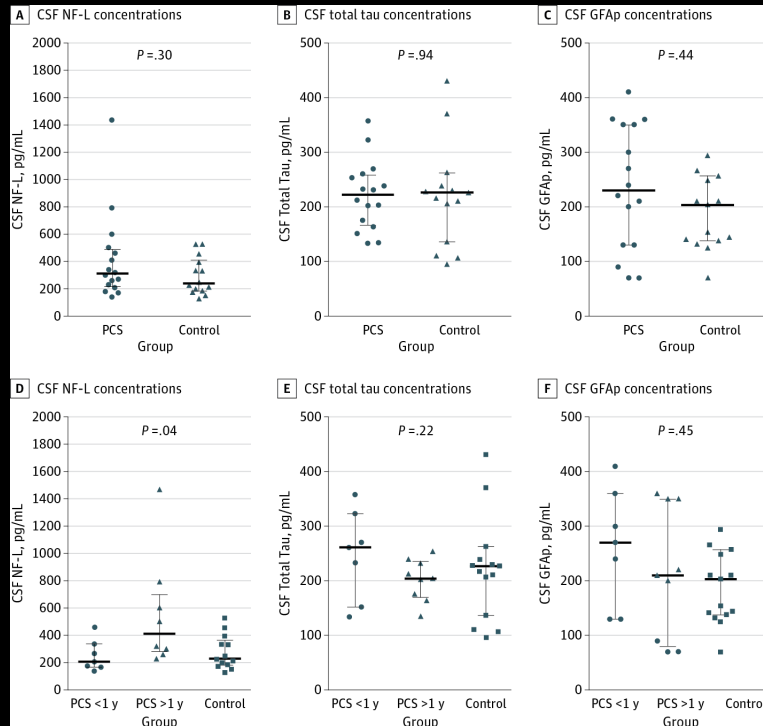 A CSF NF-L concentrations
P =.30
CSF NF-L, pg/mL
2000
1800
1600
1400
1200
1000
800
600
400
200
0
PCS Control
Group
B CSF total tau concentrations
P =.94
CSF Total Tau, pg/mL
500
400
300
200
100
0
PCS Control
Group
C CSF GFAp concentrations
P =.44
CSF GFAp, pg/mL
500
400
300
200
100
0
PCS Control
Group
D CSF NF-L concentrations
P =.04
CSF NF-L, pg/mL
2000
1800
1600
1400
1200
1000
800
600
400
200
0
PCS <1 y PCS >1 y Control
Group
E CSF total tau concentrations
P =.22
CSF Total Tau, pg/mL
500
400
300
200
100
0
PCS <1 y PCS >1 y Control
Group
F CSF GFAp concentrations
P =.45
CSF GFAp, pg/mL
500
400
300
200
100
0
PCS <1 y PCS >1 y Contro
Group